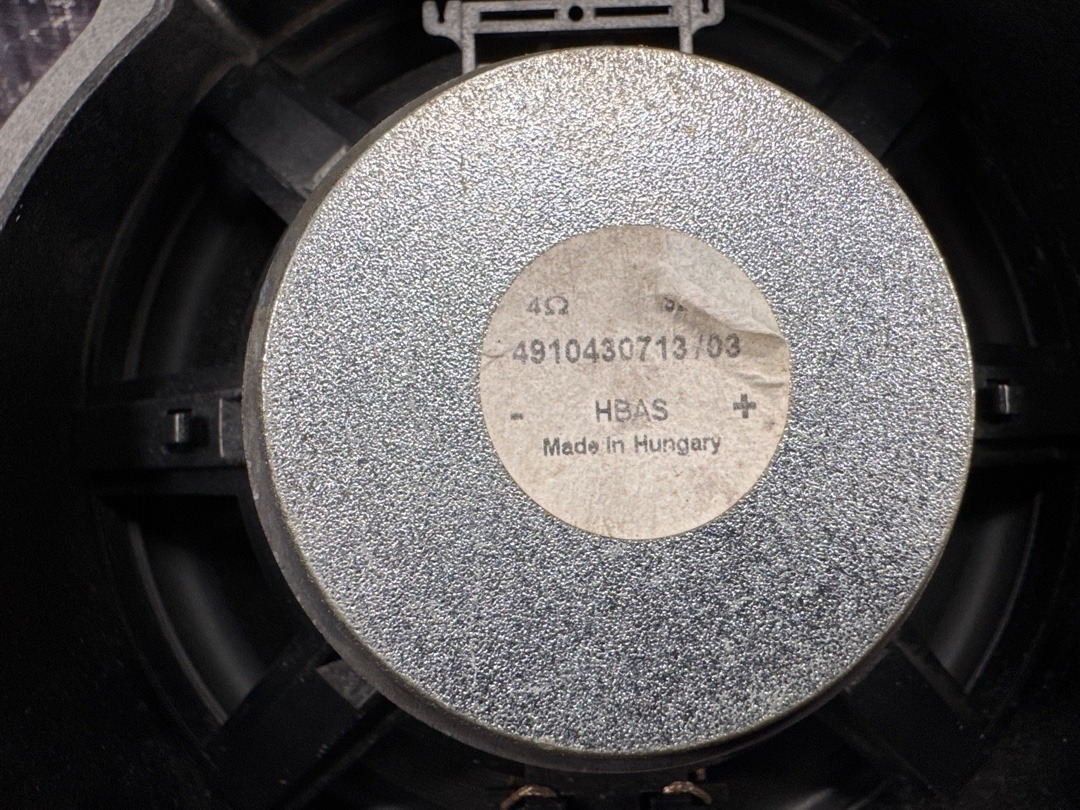 4Ω
4910430713/03
- HBAS +
Made in Hungary